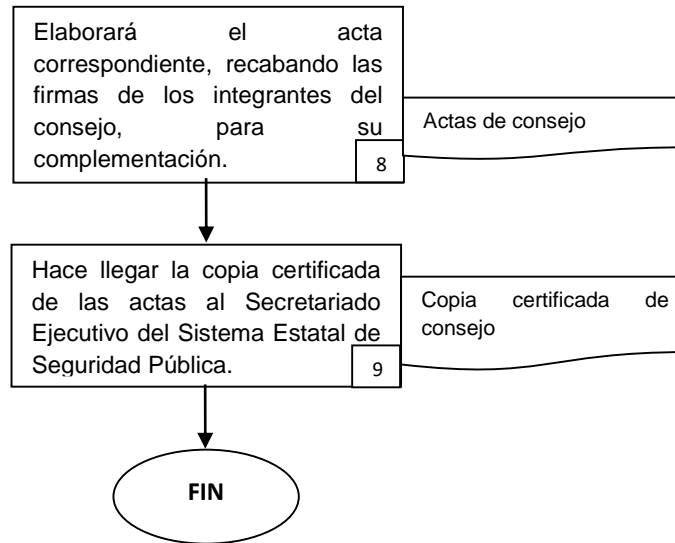 Elaborará el acta
correspondiente, recabando las
firmas de los integrantes del
consejo, para su
complementación.
8
Actas de consejo
Hace llegar la copia certificada
de las actas al Secretariado
Ejecutivo del Sistema Estatal de
Seguridad Pública.
9
Copia certificada de
consejo
FIN